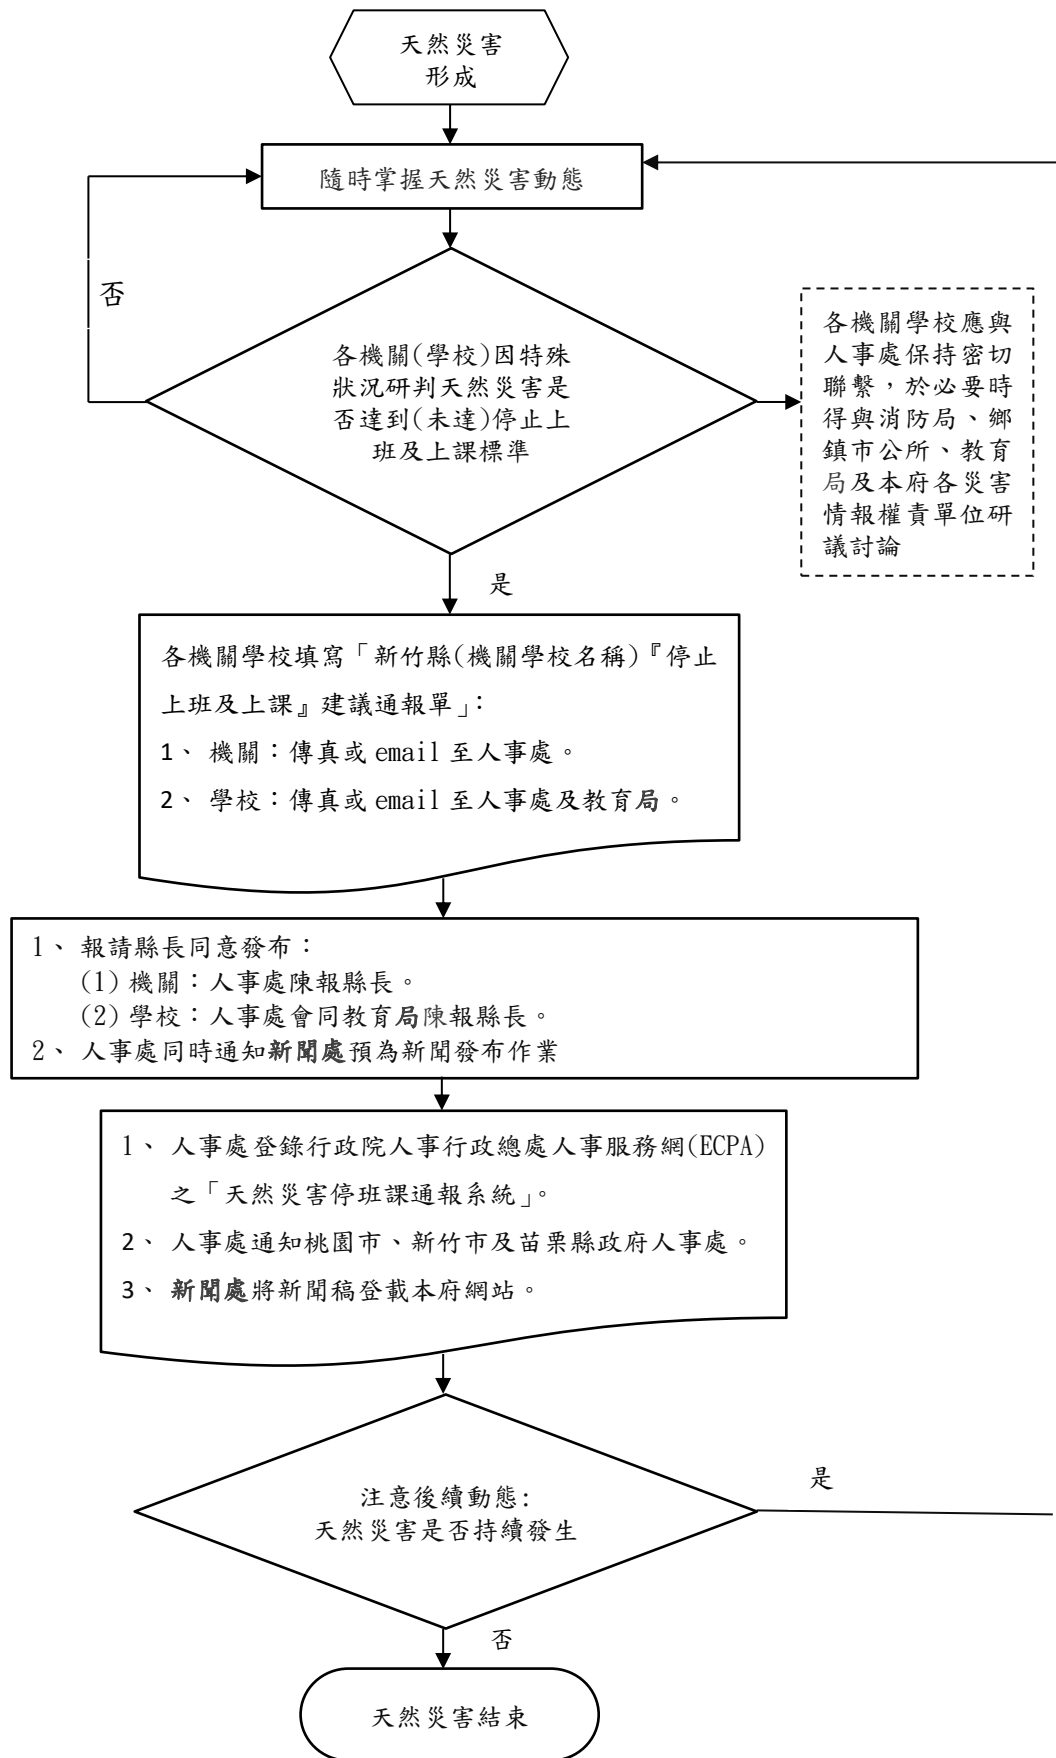 天然災害
形成
隨時掌握天然災害動態
否
各機關(學校)因特殊
狀況研判天然災害是
否達到(未達)停止上
班及上課標準
各機關學校應與
人事處保持密切
聯繫，於必要時
得與消防局、鄉
鎮市公所、教育
局及本府各災害
情報權責單位研
議討論
是
各機關學校填寫「新竹縣(機關學校名稱)『停止
上班及上課』建議通報單」：
1、 機關：傳真或 email 至人事處。
2、 學校：傳真或 email 至人事處及教育局。
1、 報請縣長同意發布：
(1) 機關：人事處陳報縣長。
(2) 學校：人事處會同教育局陳報縣長。
2、 人事處同時通知新聞處預為新聞發布作業
1、 人事處登錄行政院人事行政總處人事服務網(ECPA)
之「天然災害停班課通報系統」。
2、 人事處通知桃園市、新竹市及苗栗縣政府人事處。
3、 新聞處將新聞稿登載本府網站。
注意後續動態:
天然災害是否持續發生
是
否
天然災害結束